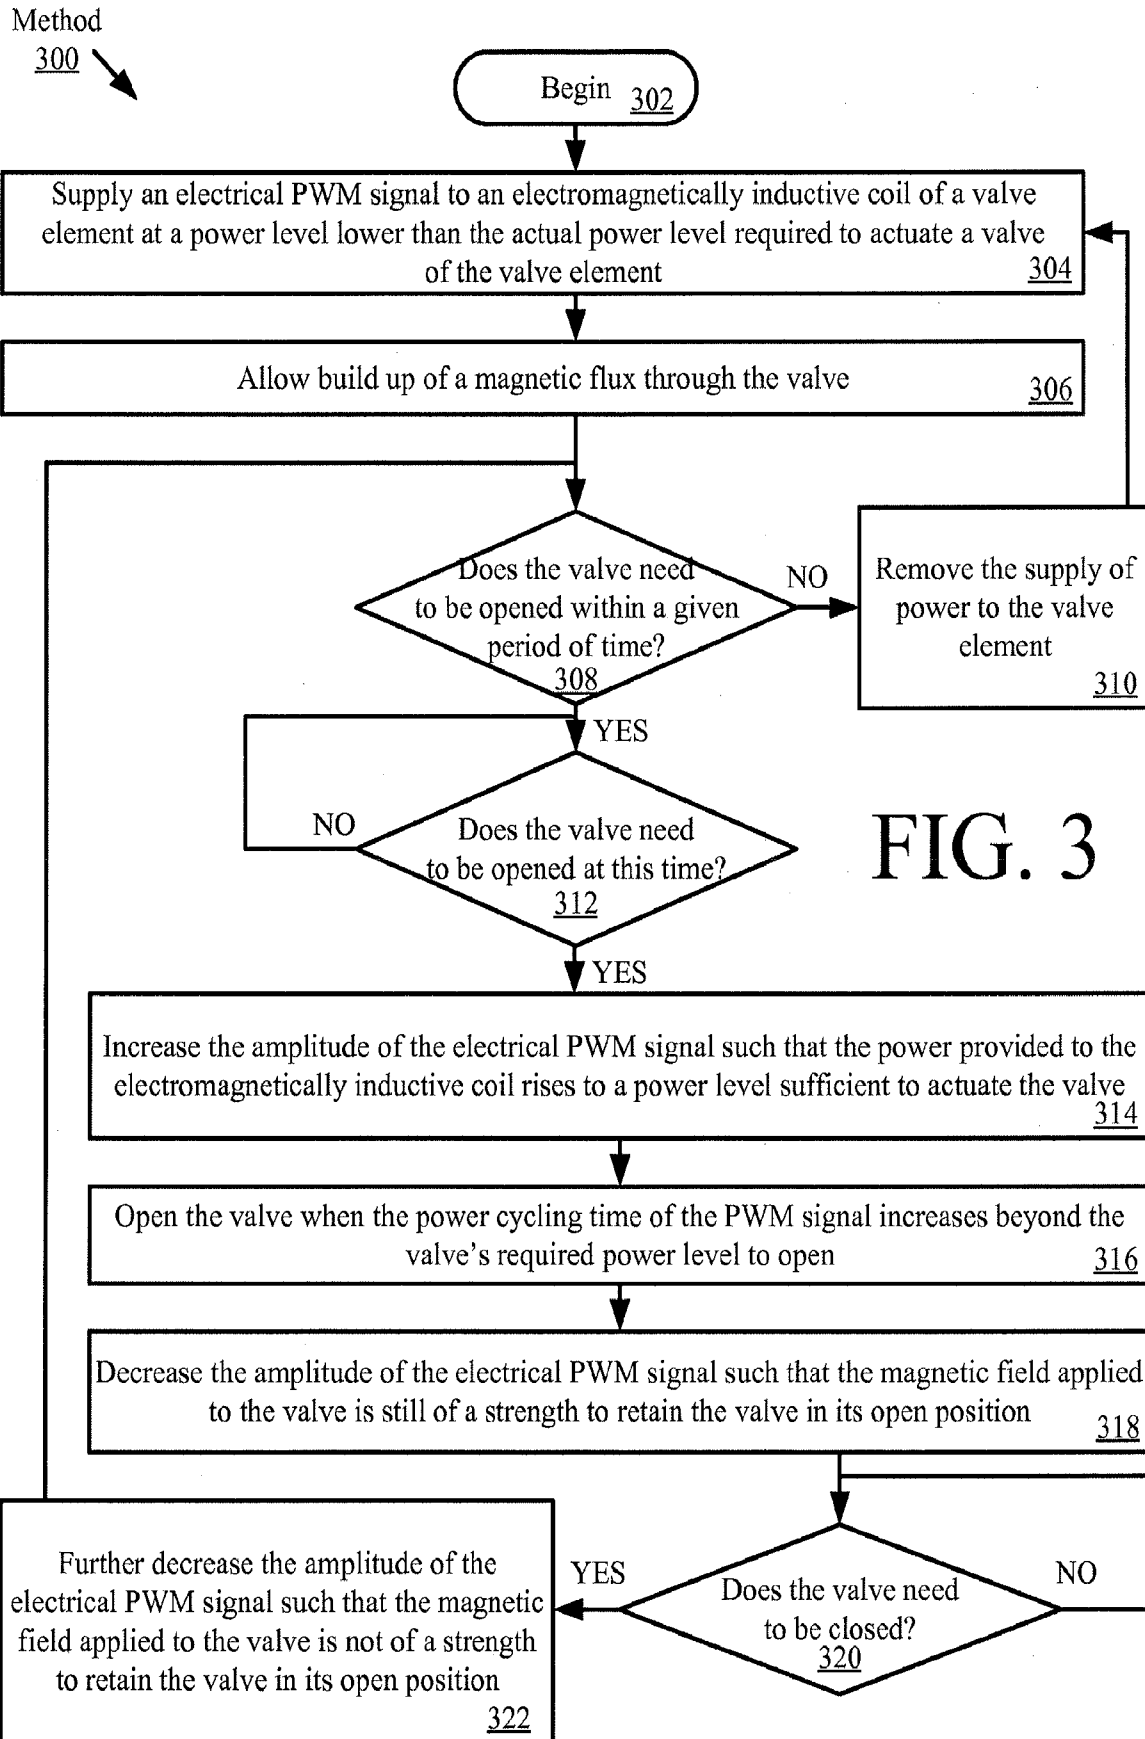 Method
300
Begin 302
Supply an electrical PWM signal to an electromagnetically inductive coil of a valve
element at a power level lower than the actual power level required to actuate a valve
of the valve element
304
Allow build up of a magnetic flux through the valve
306
Does the valve need
to be opened within a given
period of time?
308
NO
Remove the supply of
power to the valve
element
310
YES
Does the valve need
to be opened at this time?
312
NO
FIG. 3
YES
Increase the amplitude of the electrical PWM signal such that the power provided to the
electromagnetically inductive coil rises to a power level sufficient to actuate the valve
314
Open the valve when the power cycling time of the PWM signal increases beyond the
valve's required power level to open
316
Decrease the amplitude of the electrical PWM signal such that the magnetic field applied
to the valve is still of a strength to retain the valve in its open position
318
Does the valve need
to be closed?
320
YES
NO
Further decrease the amplitude of the
electrical PWM signal such that the magnetic
field applied to the valve is not of a strength
to retain the valve in its open position
322